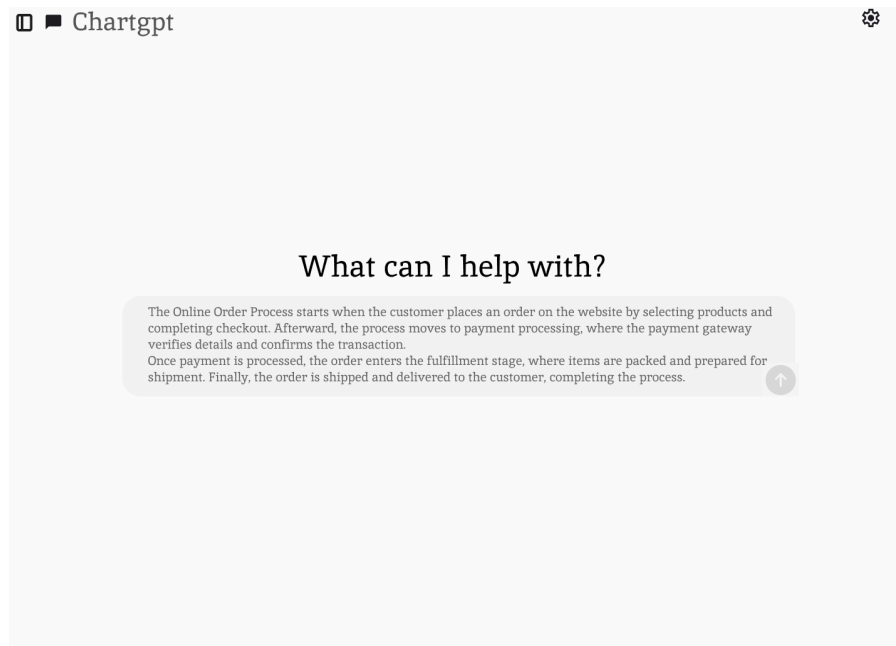 Chartgpt
What can I help with?
The Online Order Process starts when the customer places an order on the website by selecting products and
completing checkout. Afterward, the process moves to payment processing, where the payment gateway
verifies details and confirms the transaction.
Once payment is processed, the order enters the fulfillment stage, where items are packed and prepared for
shipment. Finally, the order is shipped and delivered to the customer, completing the process.